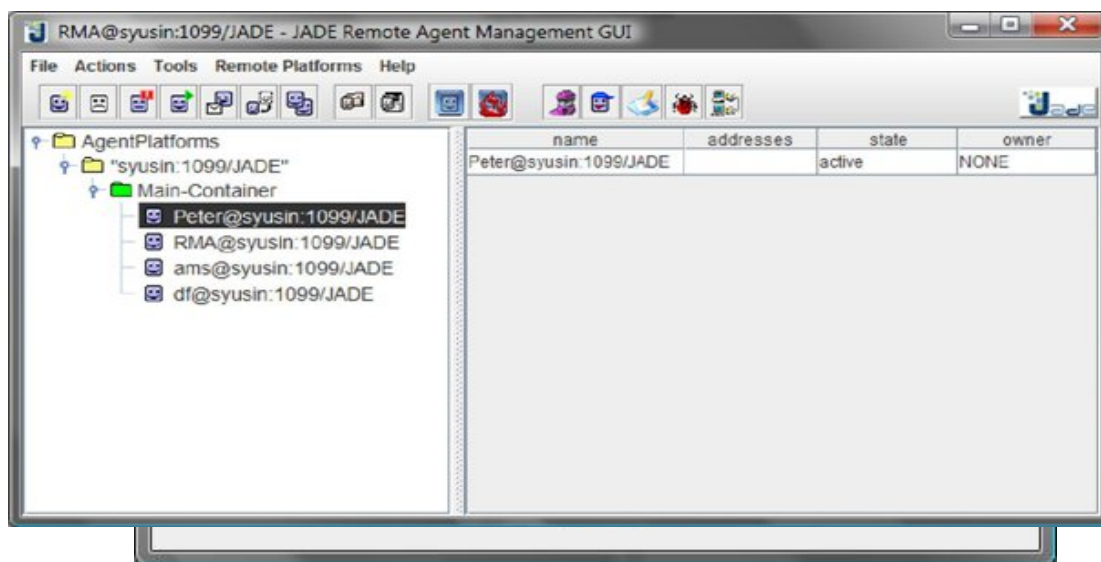 RMA@syusin:1099/JADE - JADE Remote Agent Management GUI
File Actions Tools Remote Platforms Help
Jade
AgentPlatforms
"syusin:1099/JADE"
Main-Container
Peter@syusin:1099/JADE
RMA@syusin:1099/JADE
ams@syusin:1099/JADE
df@syusin:1099/JADE
name addresses state owner
Peter@syusin:1099/JADE active NONE